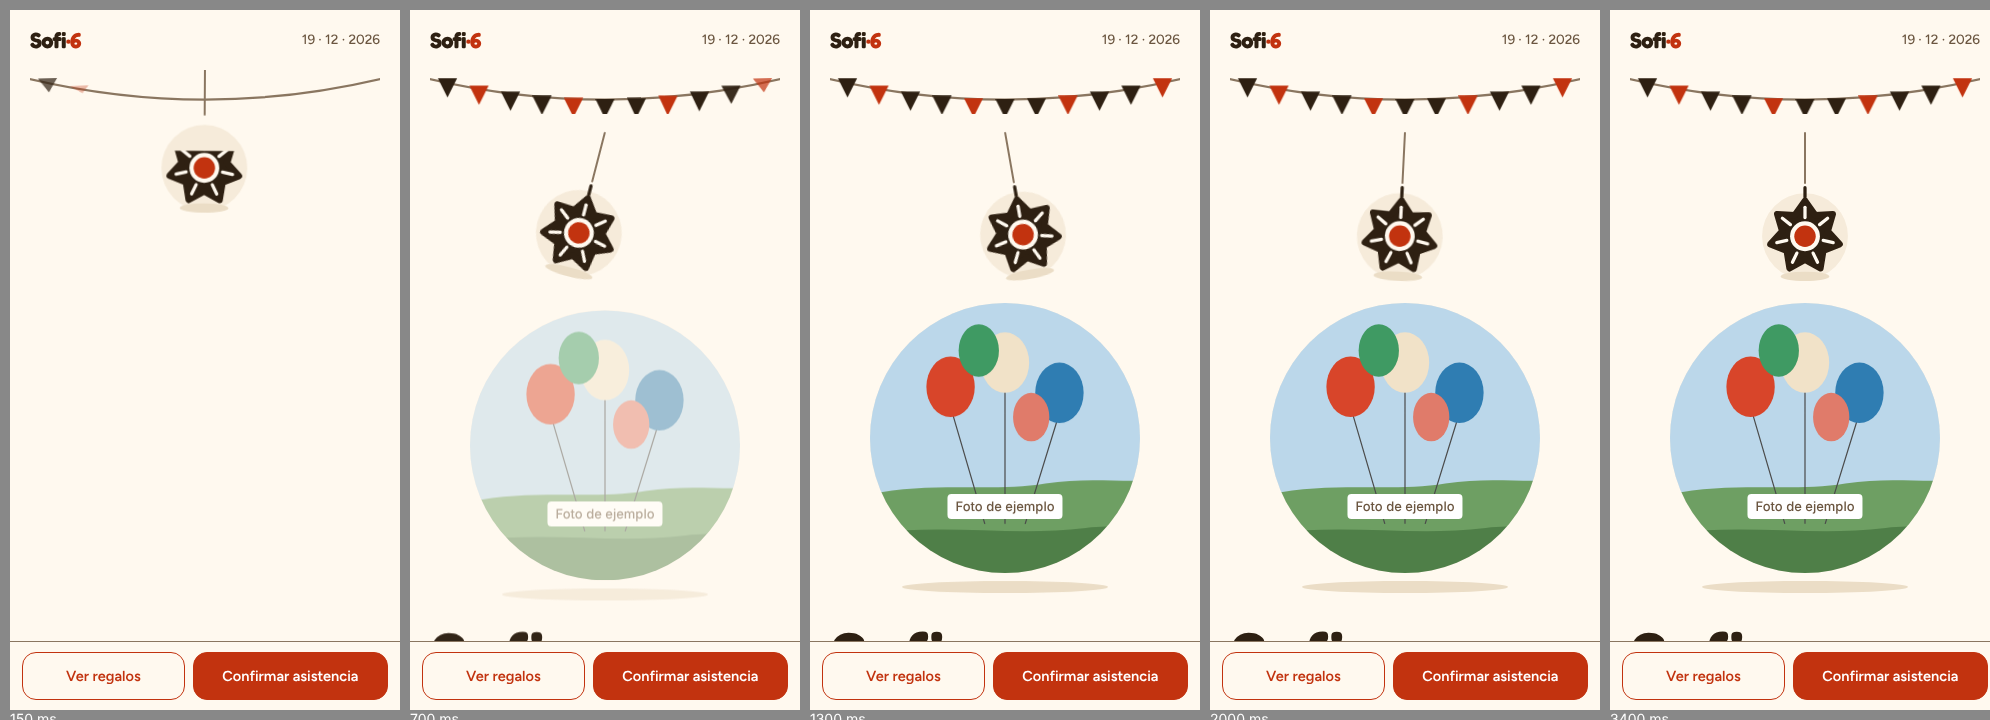 Sofi·6
19 · 12 · 2026
Ver regalos
Confirmar asistencia
150 ms
Sofi·6
19 · 12 · 2026
Foto de ejemplo
Ver regalos
Confirmar asistencia
700 ms
Sofi·6
19 · 12 · 2026
Foto de ejemplo
Ver regalos
Confirmar asistencia
1300 ms
Sofi·6
19 · 12 · 2026
Foto de ejemplo
Ver regalos
Confirmar asistencia
2000 ms
Sofi·6
19 · 12 · 2026
Foto de ejemplo
Ver regalos
Confirmar asistencia
3400 ms